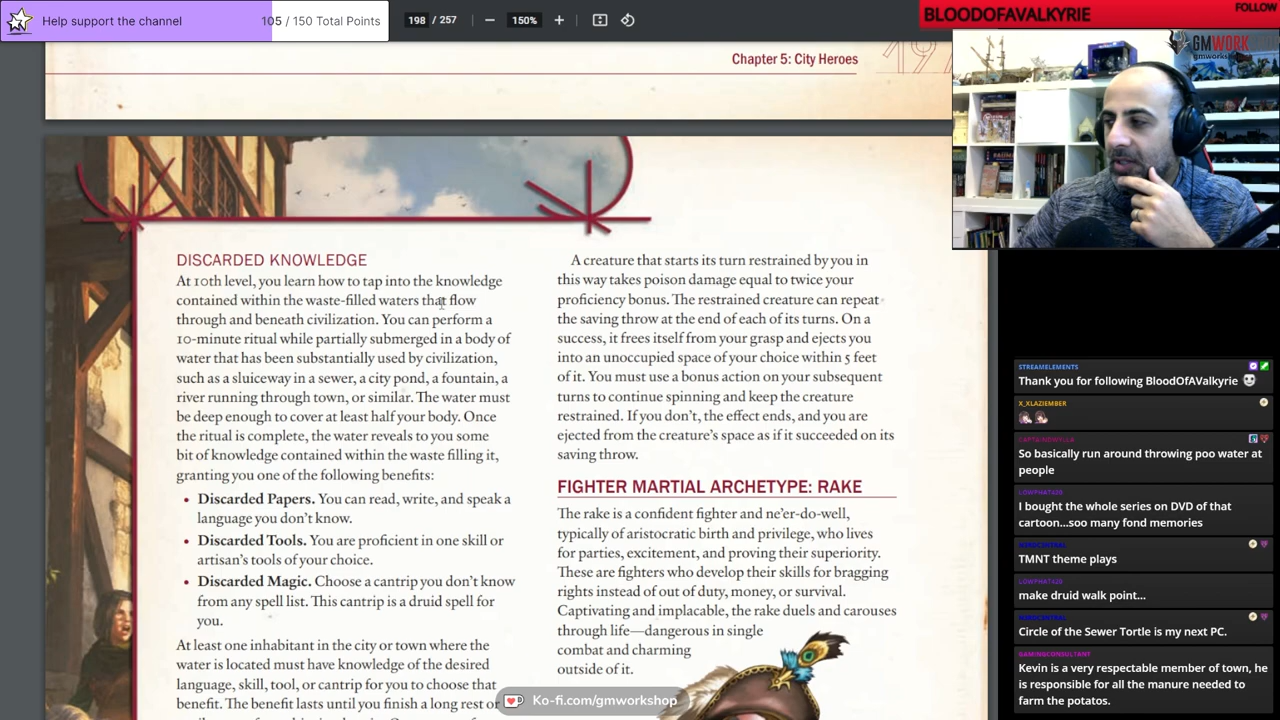 Help support the channel
105 / 150 Total Points
198 / 257
150%
BLOODOFAVALKYRIE
FOLLOW
GMWORK
Chapter 5: City Heroes
197
DISCARDED KNOWLEDGE
At 10th level, you learn how to tap into the knowledge
contained within the waste-filled waters that flow
through and beneath civilization. You can perform a
10-minute ritual while partially submerged in a body of
water that has been substantially used by civilization,
such as a sluiceway in a sewer, a city pond, a fountain, a
river running through town, or similar. The water must
be deep enough to cover at least half your body. Once
the ritual is complete, the water reveals to you some
bit of knowledge contained within the waste filling it,
granting you one of the following benefits:
• Discarded Papers. You can read, write, and speak a
language you don't know.
• Discarded Tools. You are proficient in one skill or
artisan's tools of your choice.
• Discarded Magic. Choose a cantrip you don't know
from any spell list. This cantrip is a druid spell for
you.
At least one inhabitant in the city or town where the
water is located must have knowledge of the desired
language, skill, tool, or cantrip for you to choose that
benefit. The benefit lasts until you finish a long rest or
A creature that starts its turn restrained by you in
this way takes poison damage equal to twice your
proficiency bonus. The restrained creature can repeat
the saving throw at the end of each of its turns. On a
success, it frees itself from your grasp and ejects you
into an unoccupied space of your choice within 5 feet
of it. You must use a bonus action on your subsequent
turns to continue spinning and keep the creature
restrained. If you don't, the effect ends, and you are
ejected from the creature's space as if it succeeded on its
saving throw.
FIGHTER MARTIAL ARCHETYPE: RAKE
The rake is a confident fighter and ne'er-do-well,
typically of aristocratic birth and privilege, who lives
for parties, excitement, and proving their superiority.
These are fighters who develop their skills for bragging
rights instead of out of duty, money, or survival.
Captivating and implacable, the rake duels and carouses
through life—dangerous in single
combat and charming
outside of it.
Ko-fi.com/gmworkshop
STREAMELEMENTS
Thank you for following BloodOfAValkyrie
X_XLAZIEMBER
CAPTAINDWYLLA
So basically run around throwing poo water at
people
LOWPHAT420
I bought the whole series on DVD of that
cartoon...soo many fond memories
TMNT theme plays
LOWPHAT420
make druid walk point...
Circle of the Sewer Tortle is my next PC.
GAMINGCONSULTANT
Kevin is a very respectable member of town, he
is responsible for all the manure needed to
farm the potatos.